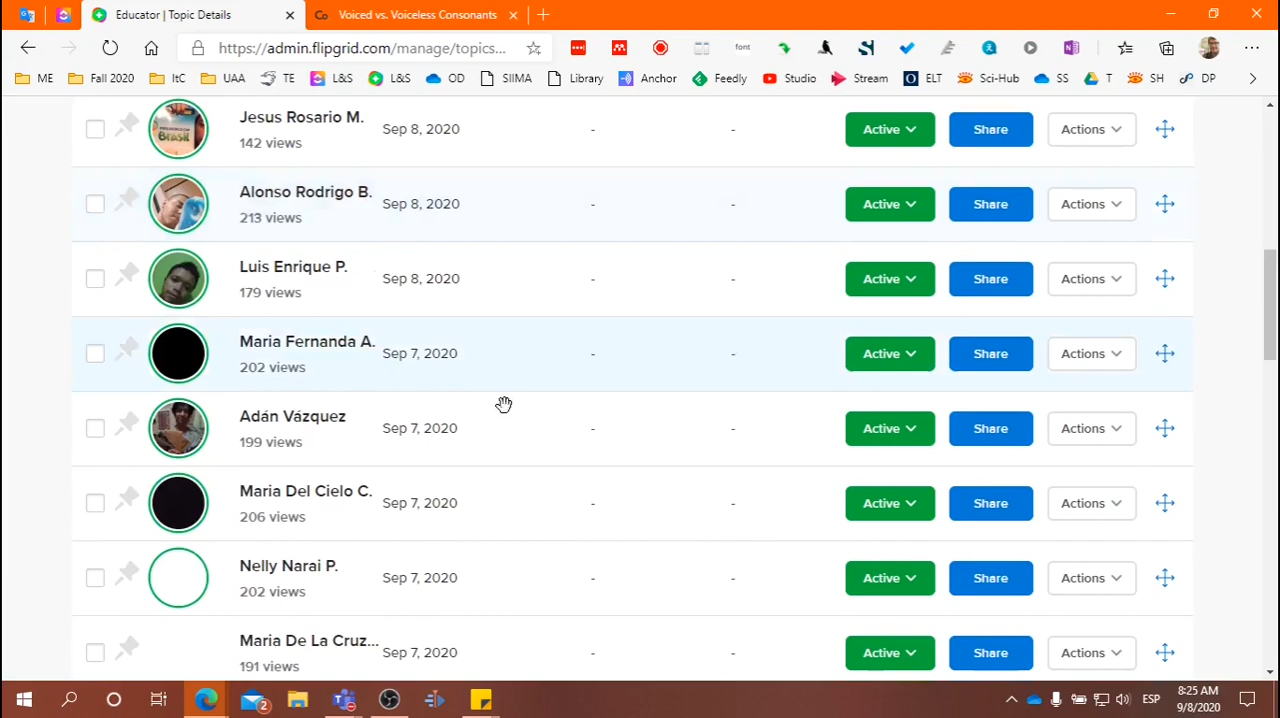 Educator | Topic Details
Voiced vs. Voiceless Consonants
https://admin.flipgrid.com/manage/topics...
font
ME
Fall 2020
ItC
UAA
TE
L&S
L&S
OD
SIIMA
Library
Anchor
Feedly
Studio
Stream
ELT
Sci-Hub
SS
T
SH
DP
Jesus Rosario M.
142 views
Sep 8, 2020
-
-
Active
Share
Actions
Alonso Rodrigo B.
213 views
Sep 8, 2020
-
-
Active
Share
Actions
Luis Enrique P.
179 views
Sep 8, 2020
-
-
Active
Share
Actions
Maria Fernanda A.
202 views
Sep 7, 2020
-
-
Active
Share
Actions
Adán Vázquez
199 views
Sep 7, 2020
-
-
Active
Share
Actions
Maria Del Cielo C.
206 views
Sep 7, 2020
-
-
Active
Share
Actions
Nelly Narai P.
202 views
Sep 7, 2020
-
-
Active
Share
Actions
Maria De La Cruz...
191 views
Sep 7, 2020
-
-
Active
Share
Actions
2
ESP
8:25 AM
9/8/2020